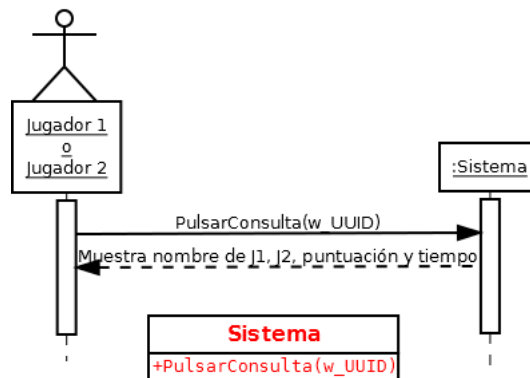 Jugador 1
o
Jugador 2
:Sistema
PulsarConsulta(w_UUID)
Muestra nombre de J1, J2, puntuación y tiempo
Sistema
+PulsarConsulta(w_UUID)